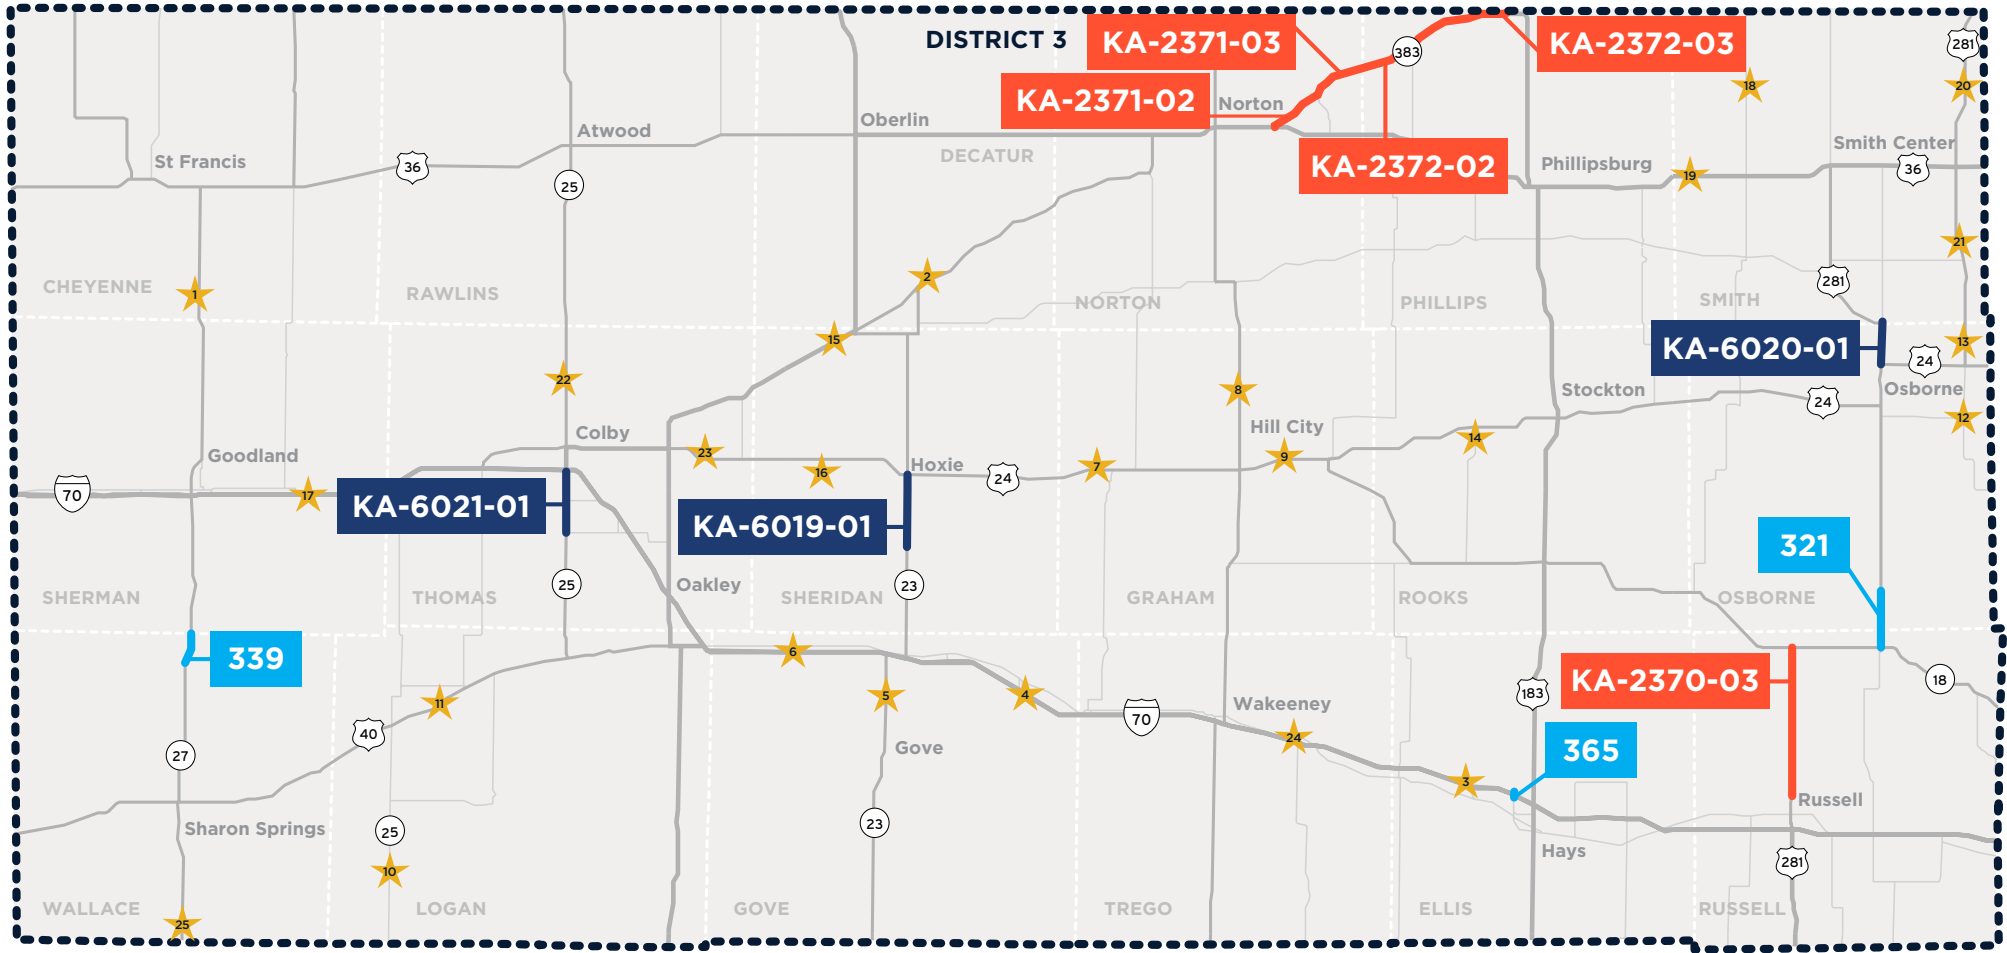 DISTRICT 3
KA-2371-03
383
KA-2372-03
281
KA-2371-02
Norton
18
20
Oberlin
Atwood
DECATUR
St Francis
36
KA-2372-02
Phillipsburg
Smith Center
36
19
25
21
2
281
CHEYENNE
1
RAWLINS
NORTON
PHILLIPS
SMITH
15
KA-6020-01
13
24
22
8
Stockton
Osborne
24
12
Colby
Hill City
14
Goodland
23
16
Hoxie
24
7
9
70
17
KA-6021-01
KA-6019-01
321
25
Oakley
23
SHERMAN
THOMAS
SHERIDAN
GRAHAM
ROOKS
OSBORNE
339
6
KA-2370-03
18
11
5
4
183
40
70
Wakeeney
24
27
Gove
365
3
Russell
Sharon Springs
25
23
Hays
281
10
WALLACE
LOGAN
GOVE
TREGO
ELLIS
RUSSELL
25